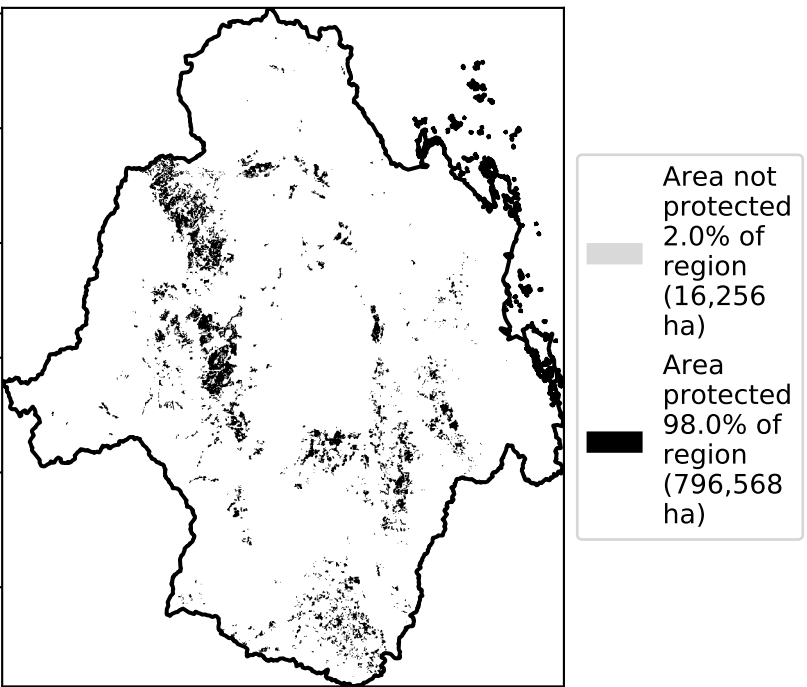 Area not
protected
2.0% of
region
(16,256
ha)
Area
protected
98.0% of
region
(796,568
ha)